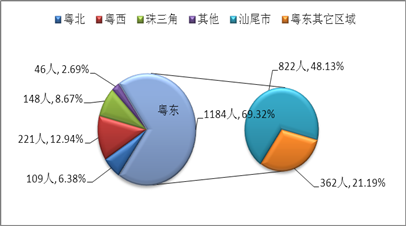 粤北 粤西 珠三角 其他 汕尾市 粤东其它区域
46人, 2.69%
822人, 48.13%
148人, 8.67%
粤东
1184人, 69.32%
221人, 12.94%
109人, 6.38%
362人, 21.19%